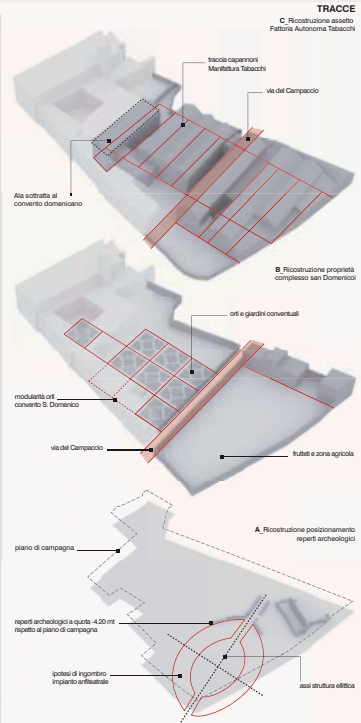 TRACCE
C_Ricostruzione assetto
Fattoria Autonoma Tabacchi
traccia capannoni
Manifattura Tabacchi
via del Campaccio
Ala sottratta al
convento domenicano
B_Ricostruzione proprietà
complesso san Domenicoi
orti e giardini conventuali
modularità orti
convento S. Domenico
via del Campaccio
frutteti e zona agricola
A_Ricostruzione posizionamento
reperti archeologici
piano di campagna
reperti archeologici a quota -4.20 mt
rispetto al piano di campagna
ipotesi di ingombro
impianto anfiteatrale
assi struttura ellittica